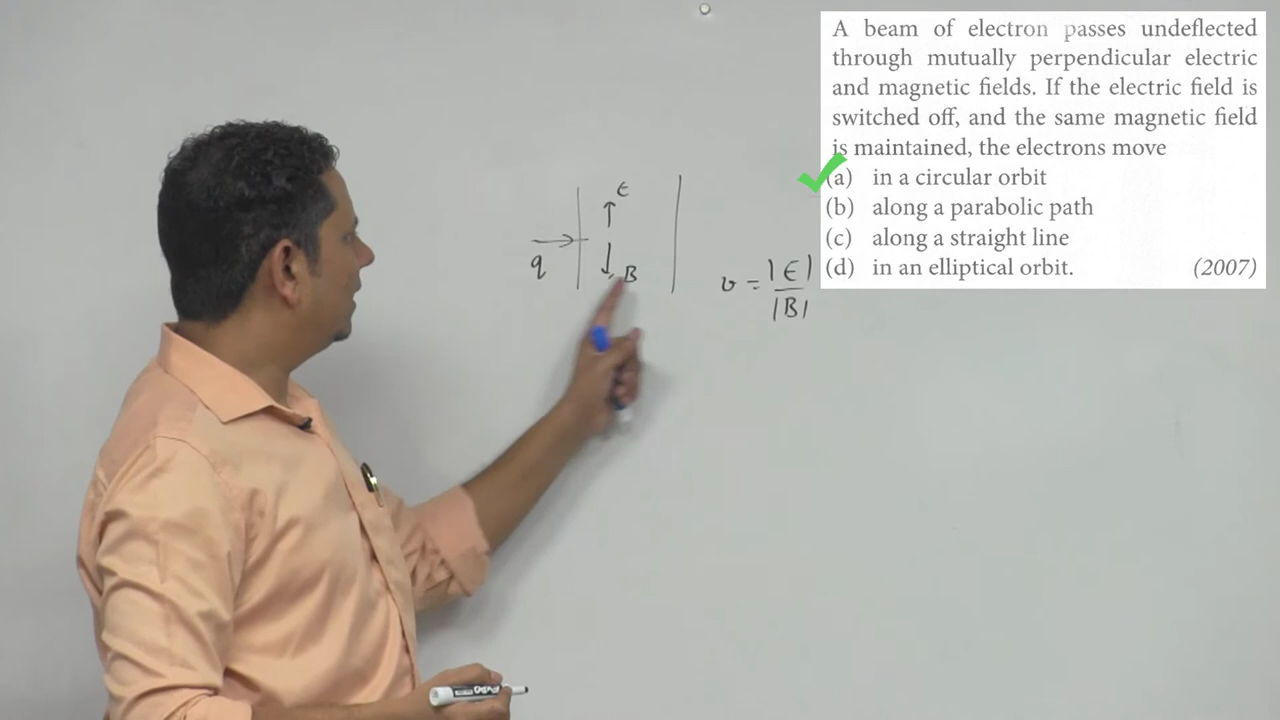 A beam of electron passes undeflected
through mutually perpendicular electric
and magnetic fields. If the electric field is
switched off, and the same magnetic field
is maintained, the electrons move
(a) in a circular orbit
(b) along a parabolic path
(c) along a straight line
(d) in an elliptical orbit. (2007)
E
q
B
v = |E|
|B|
EXPO